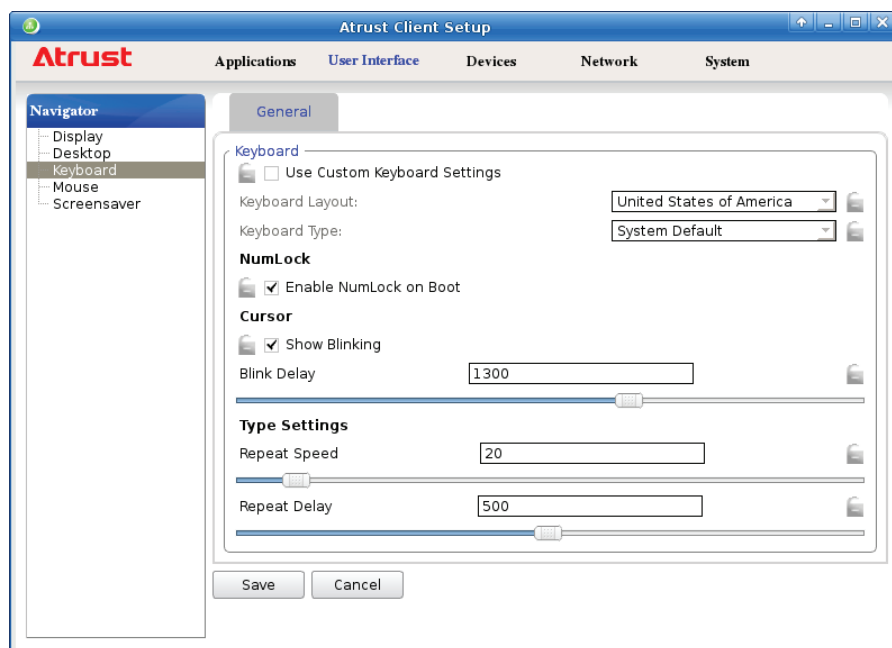 Atrust Client Setup
Atrust
Applications User Interface Devices Network System
Navigator
Display
Desktop
Keyboard
Mouse
Screensaver
General
Keyboard
Use Custom Keyboard Settings
Keyboard Layout: United States of America
Keyboard Type: System Default
NumLock
Enable NumLock on Boot
Cursor
Show Blinking
Blink Delay 1300
Type Settings
Repeat Speed 20
Repeat Delay 500
Save Cancel